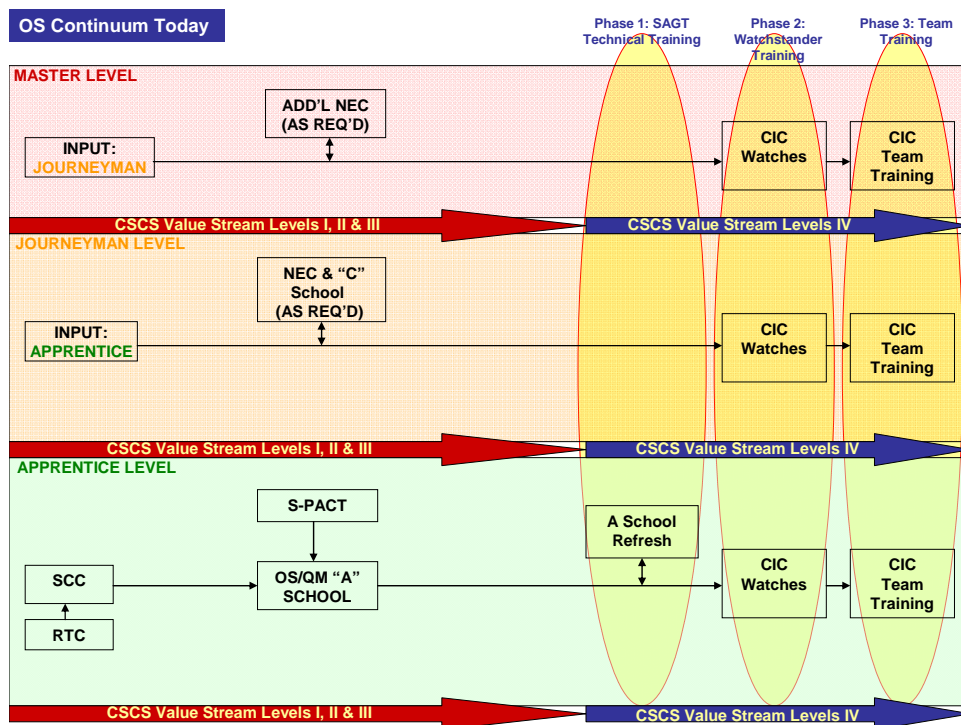 OS Continuum Today
Phase 1: SAGT
Technical Training
Phase 2:
Watchstander
Training
Phase 3: Team
Training
MASTER LEVEL
ADD'L NEC
(AS REQ'D)
INPUT:
JOURNEYMAN
CIC
Watches
CIC
Team
Training
CSCS Value Stream Levels I, II & III
CSCS Value Stream Levels IV
JOURNEYMAN LEVEL
NEC & “C”
School
(AS REQ'D)
INPUT:
APPRENTICE
CIC
Watches
CIC
Team
Training
CSCS Value Stream Levels I, II & III
CSCS Value Stream Levels IV
APPRENTICE LEVEL
S-PACT
A School
Refresh
SCC
OS/QM “A”
SCHOOL
CIC
Watches
CIC
Team
Training
RTC
CSCS Value Stream Levels I, II & III
CSCS Value Stream Levels IV